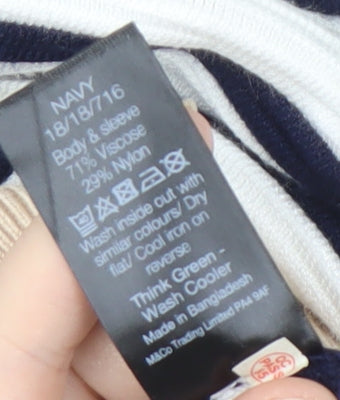 NAVY
18/18/716
Body & sleeve
71% Viscose
29% Nylon
Wash inside out with
similar colours/ Dry
flat/ Cool iron on
reverse
Think Green -
Wash Cooler
Made in Bangladesh
M&Co Trading Limited PA4 9AF